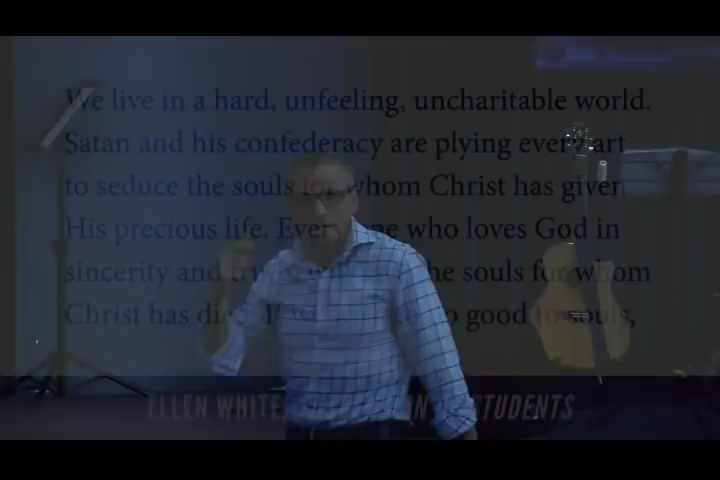 We live in a hard, unfeeling, uncharitable world.
Satan and his confederacy are plying every art
to seduce the souls for whom Christ has given
His precious life. Every one who loves God in
sincerity and the souls for whom
Christ has good to souls,
ELLEN WHITE, STUDENTS